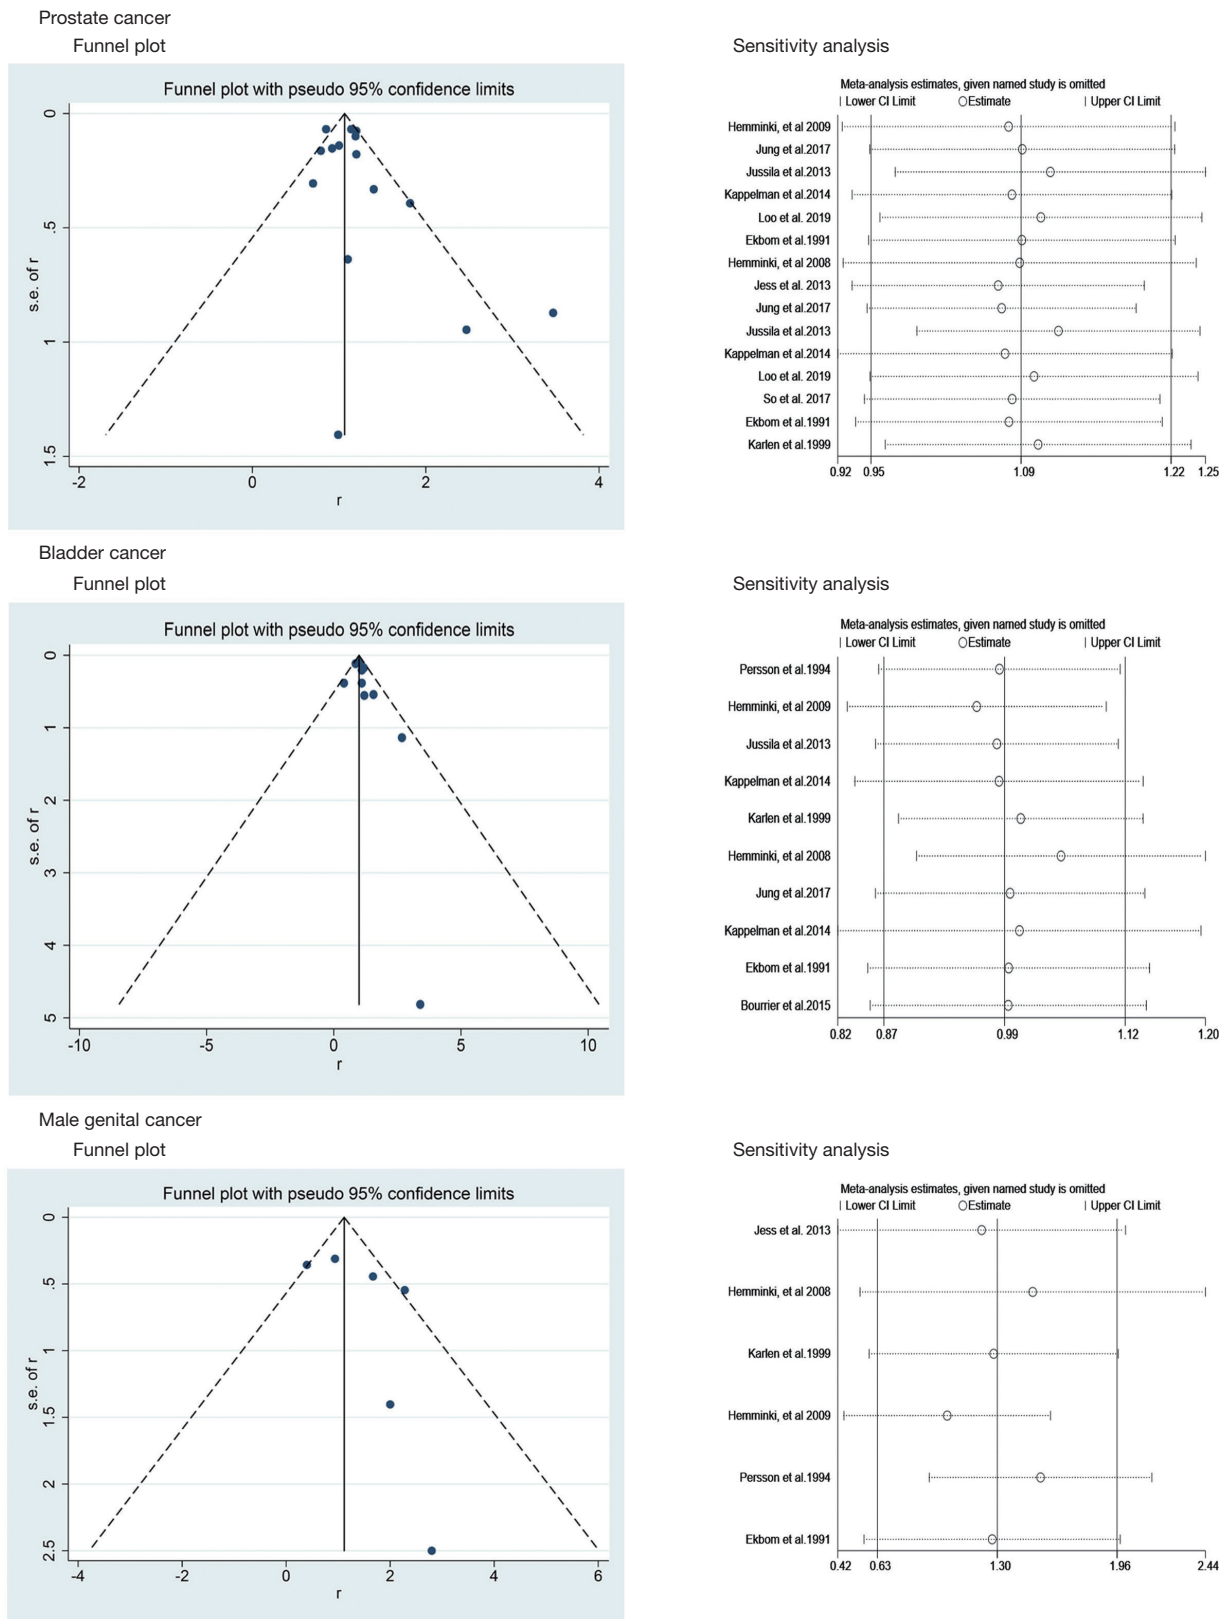 Prostate cancer
Funnel plot
Sensitivity analysis
Funnel plot with pseudo 95% confidence limits
0
.5
1
1.5
s.e. of r
-2
0
2
4
r
Meta-analysis estimates, given named study is omitted
| Lower CI Limit
○Estimate
| Upper CI Limit
Hemminki, et al 2009
Jung et al.2017
Jussila et al.2013
Kappelman et al.2014
Loo et al. 2019
Ekbom et al.1991
Hemminki, et al 2008
Jess et al. 2013
Jung et al.2017
Jussila et al.2013
Kappelman et al.2014
Loo et al. 2019
So et al. 2017
Ekbom et al.1991
Karlen et al.1999
0.92 0.95 1.09 1.22 1.25
Bladder cancer
Funnel plot
Sensitivity analysis
Funnel plot with pseudo 95% confidence limits
0
1
2
3
4
5
s.e. of r
-10
-5
0
5
10
r
Meta-analysis estimates, given named study is omitted
| Lower CI Limit
○Estimate
| Upper CI Limit
Persson et al.1994
Hemminki, et al 2009
Jussila et al.2013
Kappelman et al.2014
Karlen et al.1999
Hemminki, et al 2008
Jung et al.2017
Kappelman et al.2014
Ekbom et al.1991
Bourrier et al.2015
0.82 0.87 0.99 1.12 1.20
Male genital cancer
Funnel plot
Sensitivity analysis
Funnel plot with pseudo 95% confidence limits
0
.5
1
1.5
2
2.5
s.e. of r
-4
-2
0
2
4
6
r
Meta-analysis estimates, given named study is omitted
| Lower CI Limit
○Estimate
| Upper CI Limit
Jess et al. 2013
Hemminki, et al 2008
Karlen et al.1999
Hemminki, et al 2009
Persson et al.1994
Ekbom et al.1991
0.42 0.63 1.30 1.96 2.44